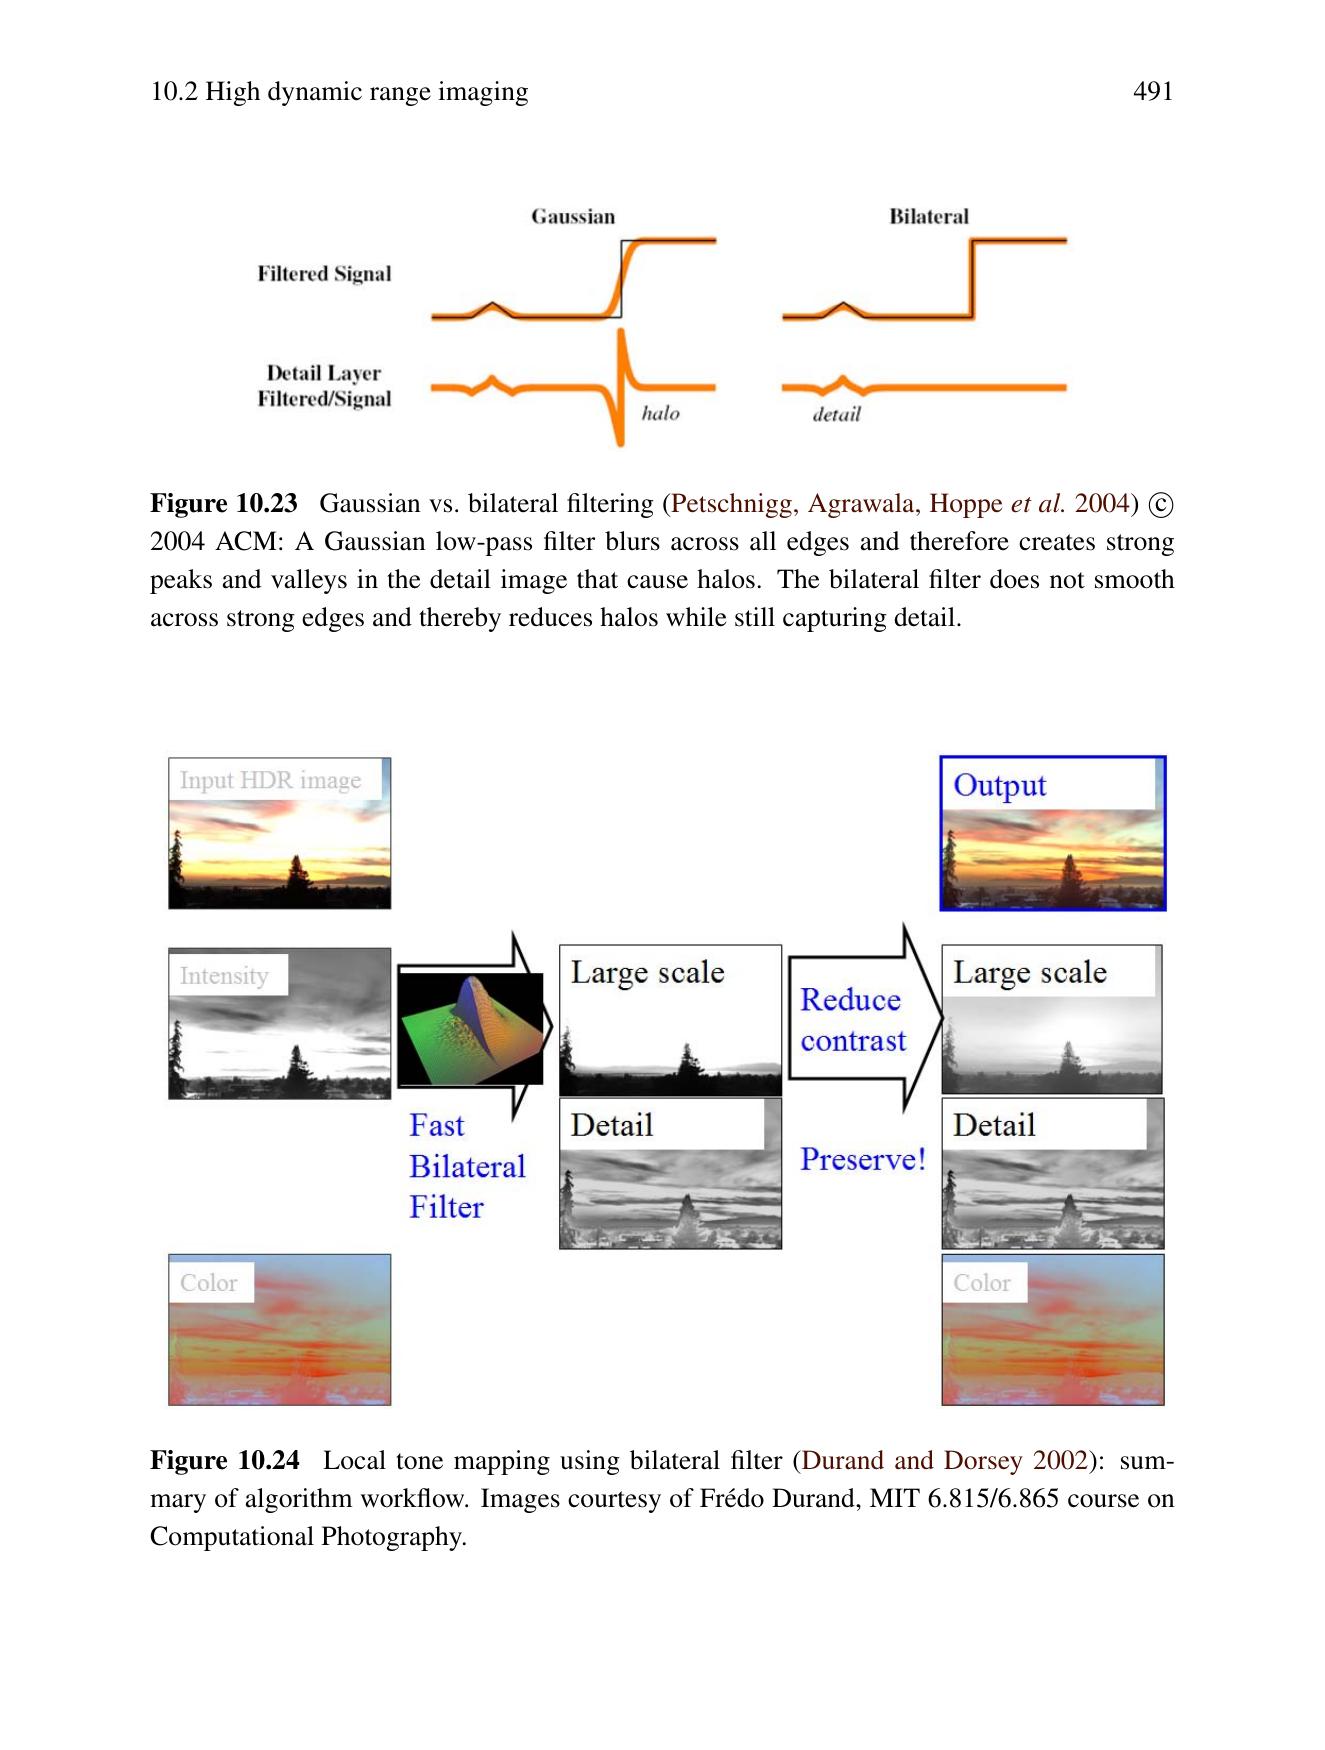 10.2 High dynamic range imaging 491
Gaussian Bilateral
Filtered Signal
Detail Layer
Filtered/Signal
halo detail
Figure 10.23 Gaussian vs. bilateral filtering (Petschnigg, Agrawala, Hoppe et al. 2004) ©
2004 ACM: A Gaussian low-pass filter blurs across all edges and therefore creates strong
peaks and valleys in the detail image that cause halos. The bilateral filter does not smooth
across strong edges and thereby reduces halos while still capturing detail.
Input HDR image
Output
Intensity
Large scale
Reduce
contrast
Large scale
Fast
Bilateral
Filter
Detail
Preserve!
Detail
Color
Color
Figure 10.24 Local tone mapping using bilateral filter (Durand and Dorsey 2002): sum-
mary of algorithm workflow. Images courtesy of Frédo Durand, MIT 6.815/6.865 course on
Computational Photography.